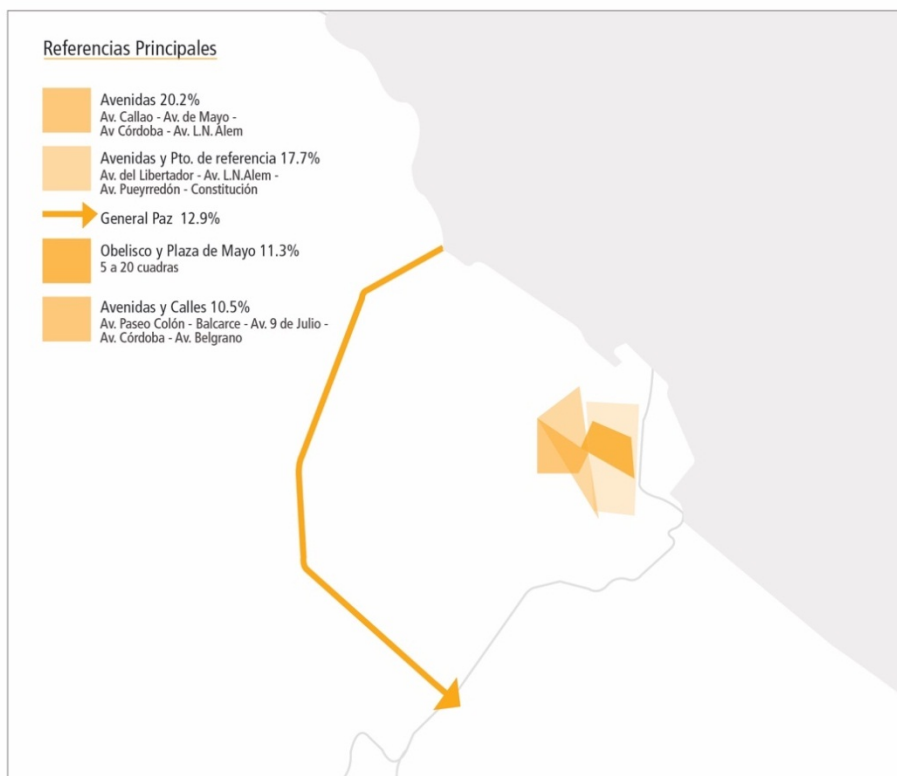 Referencias Principales
Avenidas 20.2%
Av. Callao - Av. de Mayo -
Av Córdoba - Av. L.N. Alem
Avenidas y Pto. de referencia 17.7%
Av. del Libertador - Av. L.N.Alem -
Av. Pueyrredón - Constitución
General Paz 12.9%
Obelisco y Plaza de Mayo 11.3%
5 a 20 cuadras
Avenidas y Calles 10.5%
Av. Paseo Colón - Balcarce - Av. 9 de Julio -
Av. Córdoba - Av. Belgrano